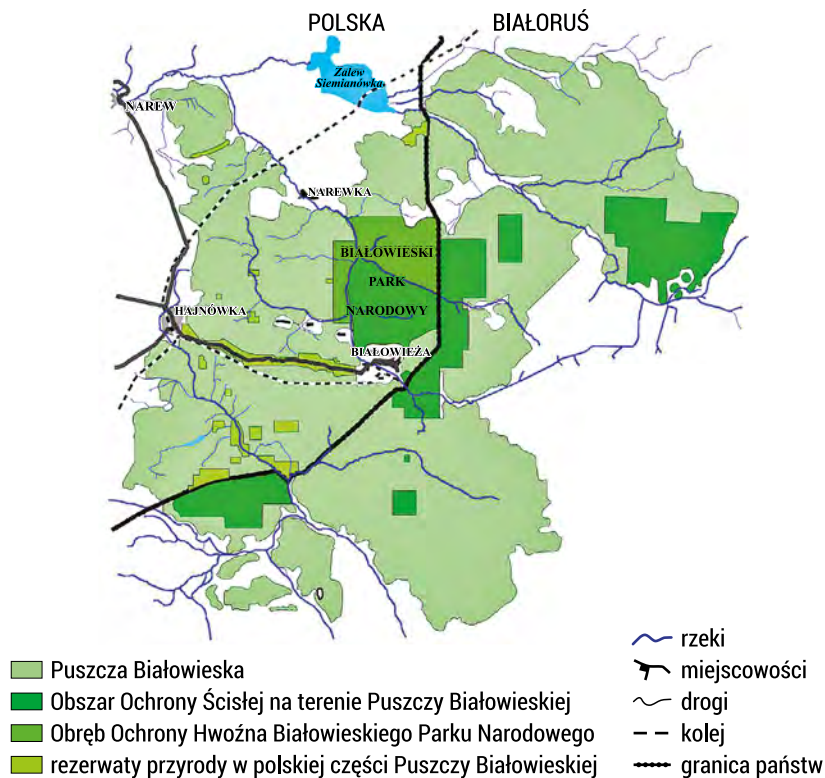 POLSKA
BIAŁORUŚ
Zalew
Siemianówka
NAREW
NAREWKA
BIAŁOWIESKI
PARK
NARODOWY
HAJNÓWKA
BIAŁOWIEŻA
Puszcza Białowieska
Obszar Ochrony Ścisłej na terenie Puszczy Białowieskiej
Obręb Ochrony Hwoźna Białowieskiego Parku Narodowego
rezerwaty przyrody w polskiej części Puszczy Białowieskiej
rzeki
miejscowości
drogi
kolej
granica państw